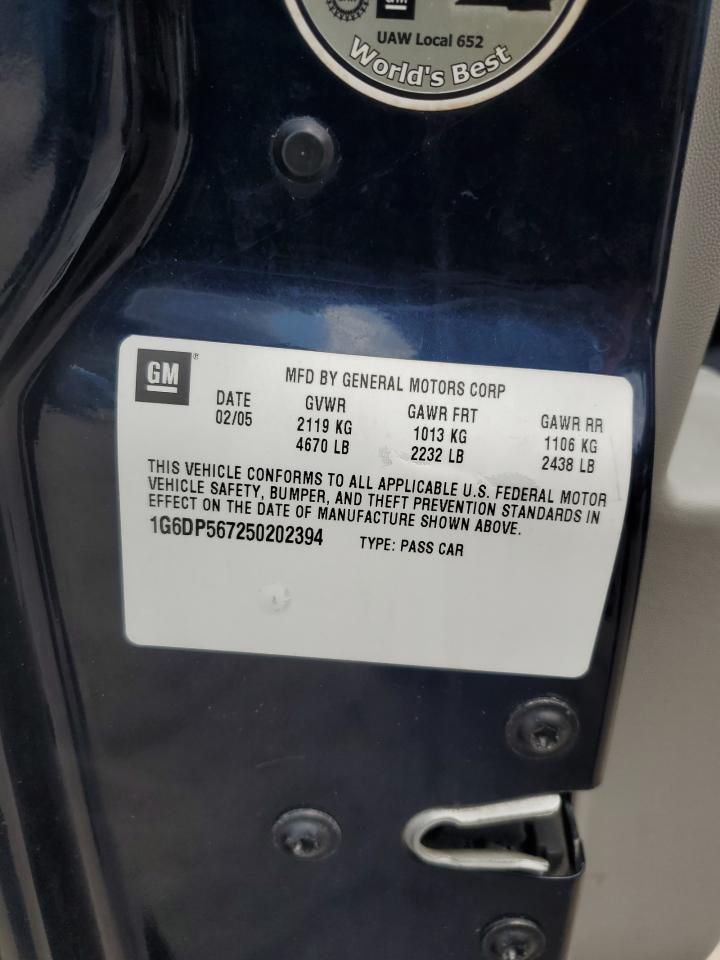 GM
UAW Local 652
World's Best
GM®
MFD BY GENERAL MOTORS CORP
DATE GVWR GAWR FRT GAWR RR
02/05 2119 KG 1013 KG 1106 KG
4670 LB 2232 LB 2438 LB
THIS VEHICLE CONFORMS TO ALL APPLICABLE U.S. FEDERAL MOTOR
VEHICLE SAFETY, BUMPER, AND THEFT PREVENTION STANDARDS IN
EFFECT ON THE DATE OF MANUFACTURE SHOWN ABOVE.
1G6DP567250202394 TYPE: PASS CAR